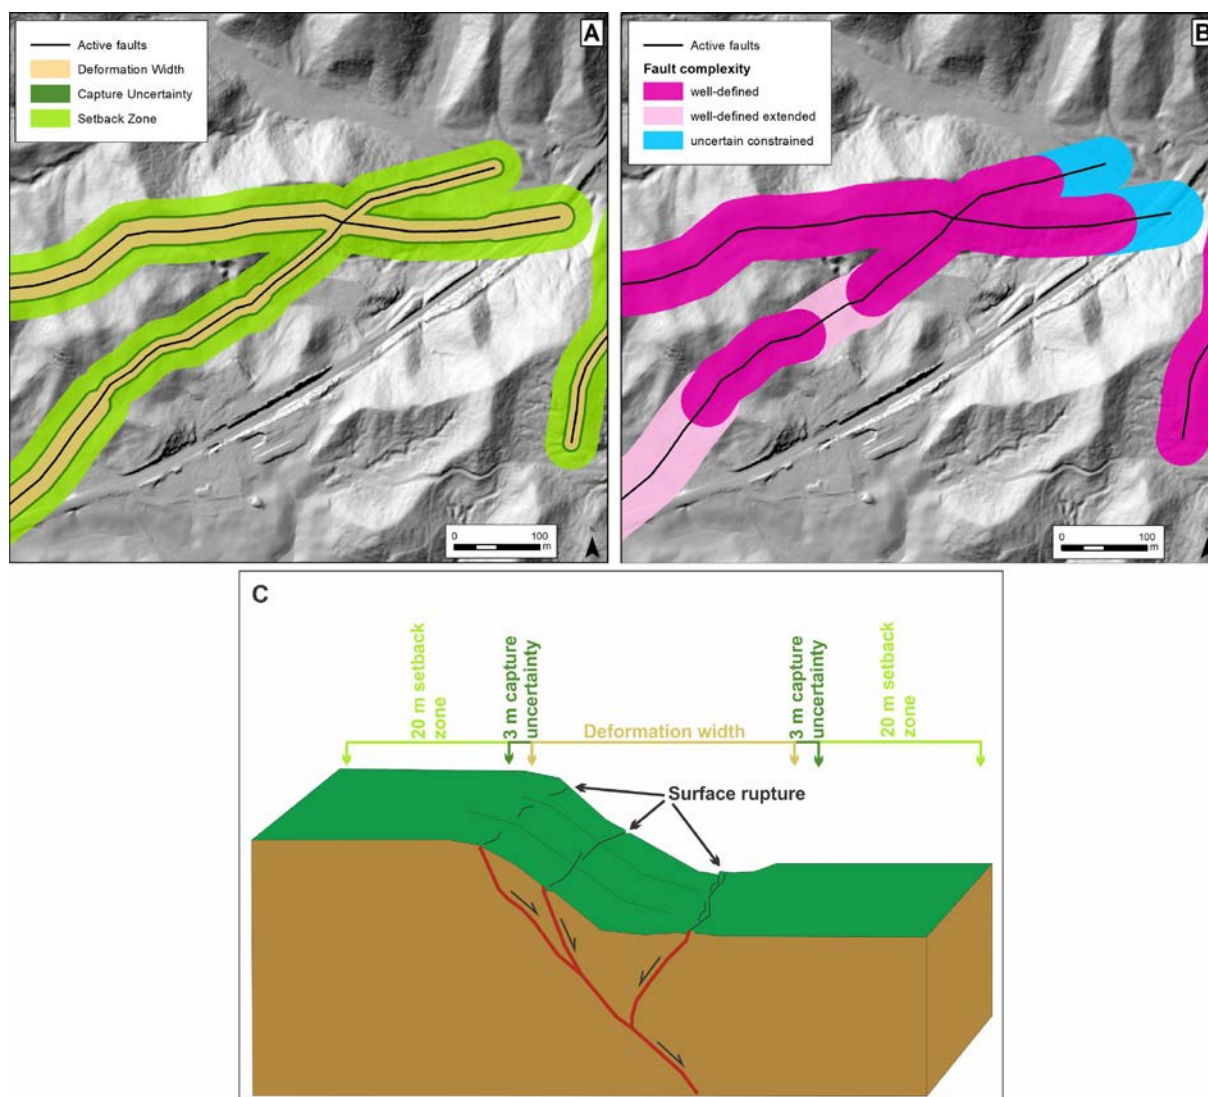 A
Active faults
Deformation Width
Capture Uncertainty
Setback Zone
0 100
m
B
Active faults
Fault complexity
well-defined
well-defined extended
uncertain constrained
0 100
m
C
20 m setback
zone
3 m capture
uncertainty
Deformation width
3 m capture
uncertainty
20 m setback
zone
Surface rupture